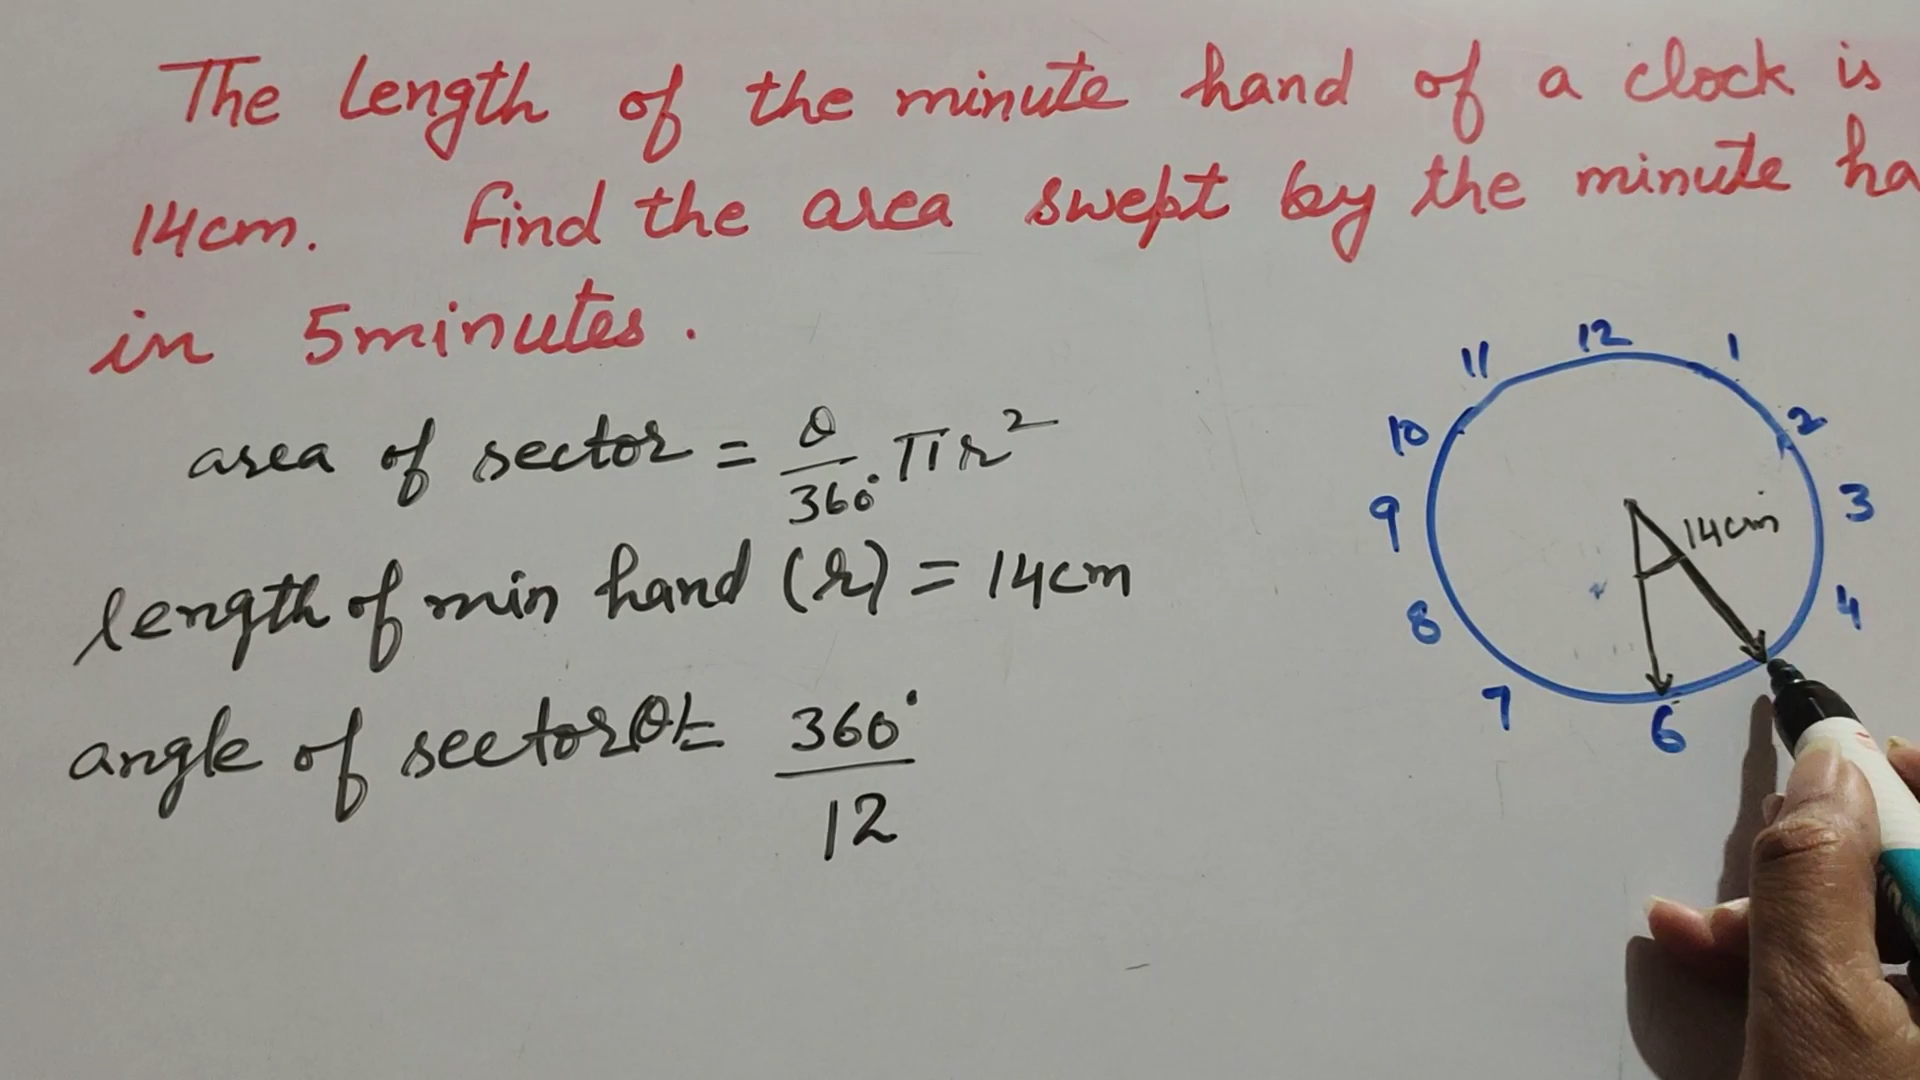 The length of the minute hand of a clock is
14cm. Find the area swept by the minute ha
in 5minutes.
area of sector = θ/360° πr²
length of min hand (r) = 14cm
angle of sector θ = 360°/12
12
11 1
10 2
9 3
14cm
8 4
7 6